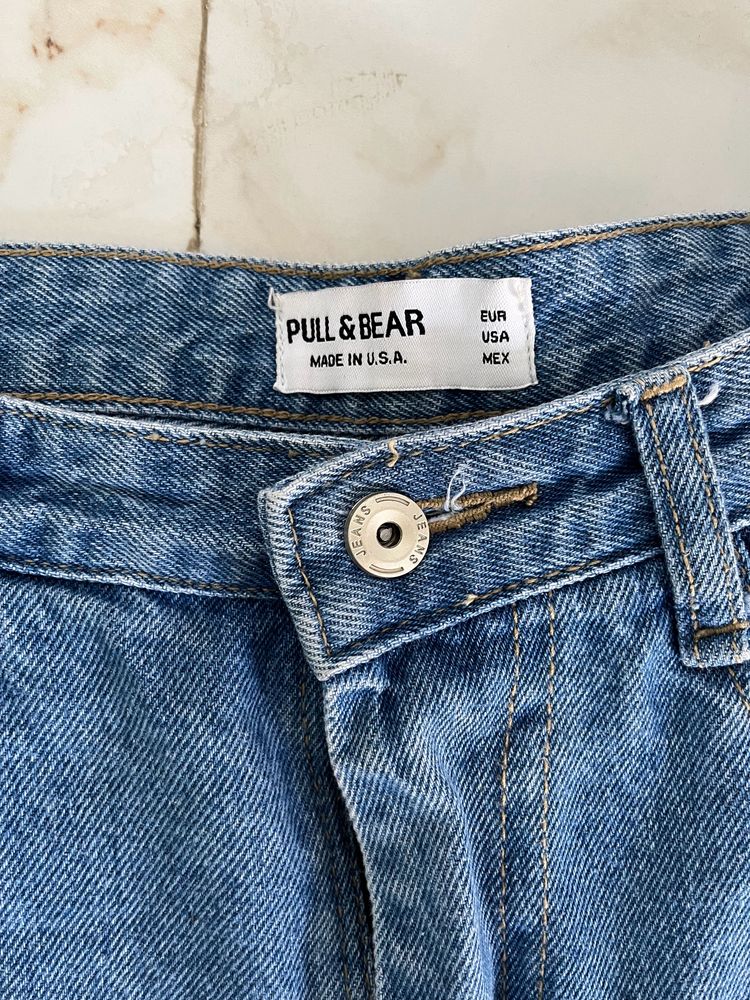 PULL & BEAR
MADE IN U.S.A.
EUR
USA
MEX
JEANS
JEANS